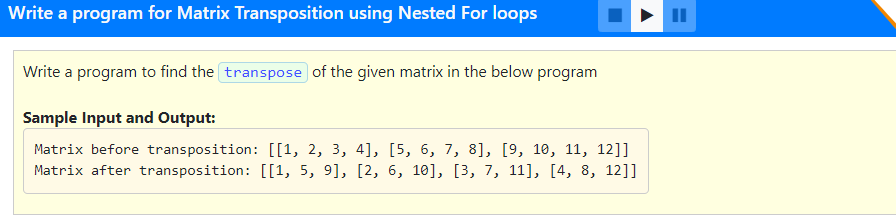 Write a program for Matrix Transposition using Nested For loops
Write a program to find the transpose of the given matrix in the below program
Sample Input and Output:
Matrix before transposition: [[1, 2, 3, 4], [5, 6, 7, 8], [9, 10, 11, 12]]
Matrix after transposition: [[1, 5, 9], [2, 6, 10], [3, 7, 11], [4, 8, 12]]